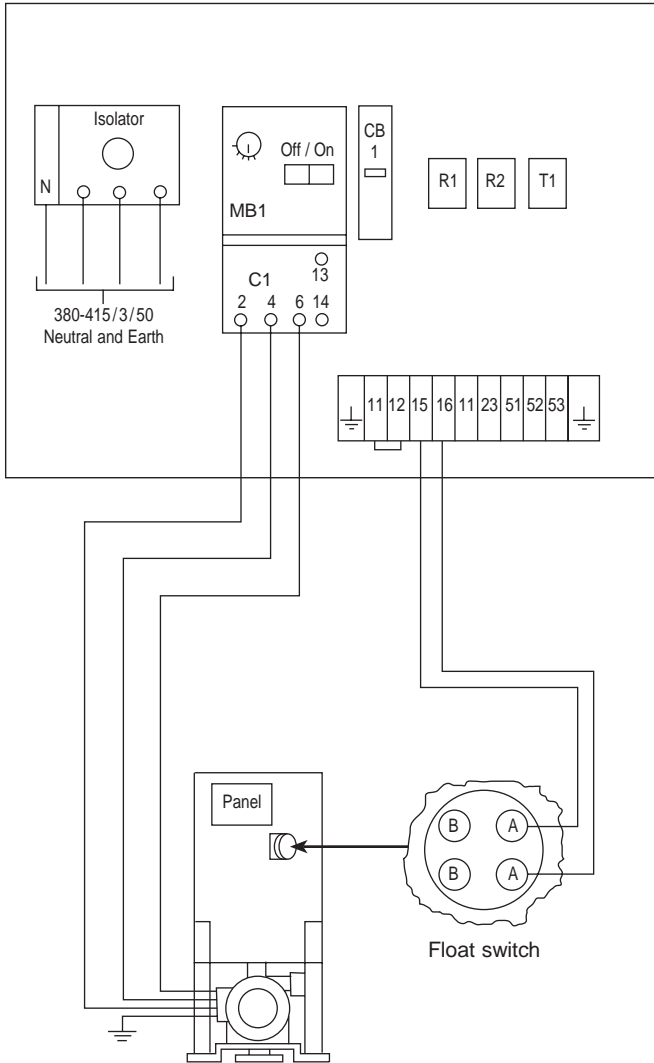 Isolator
N
380-415/3/50
Neutral and Earth
Off / On
MB1
C1
13
2 4 6 14
CB
1
R1 R2 T1
11 12 15 16 11 23 51 52 53
Panel
B A
B A
Float switch